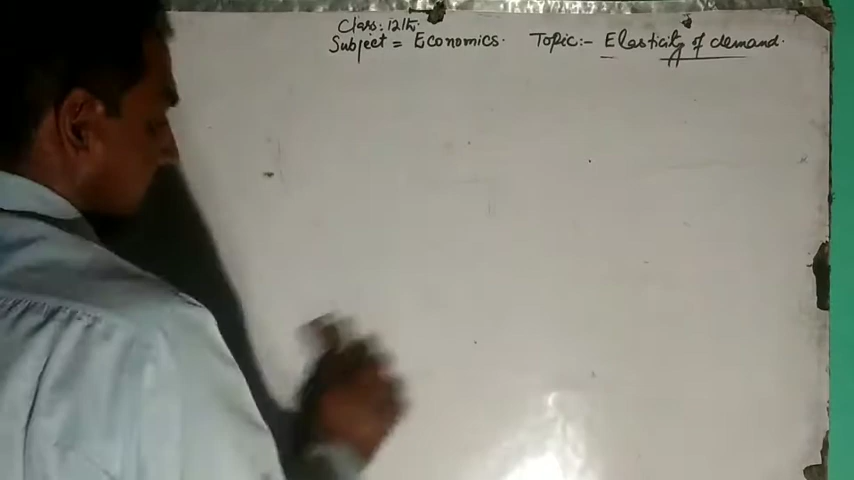 Class: 12th
Subject = Economics. Topic:- Elasticity of demand.